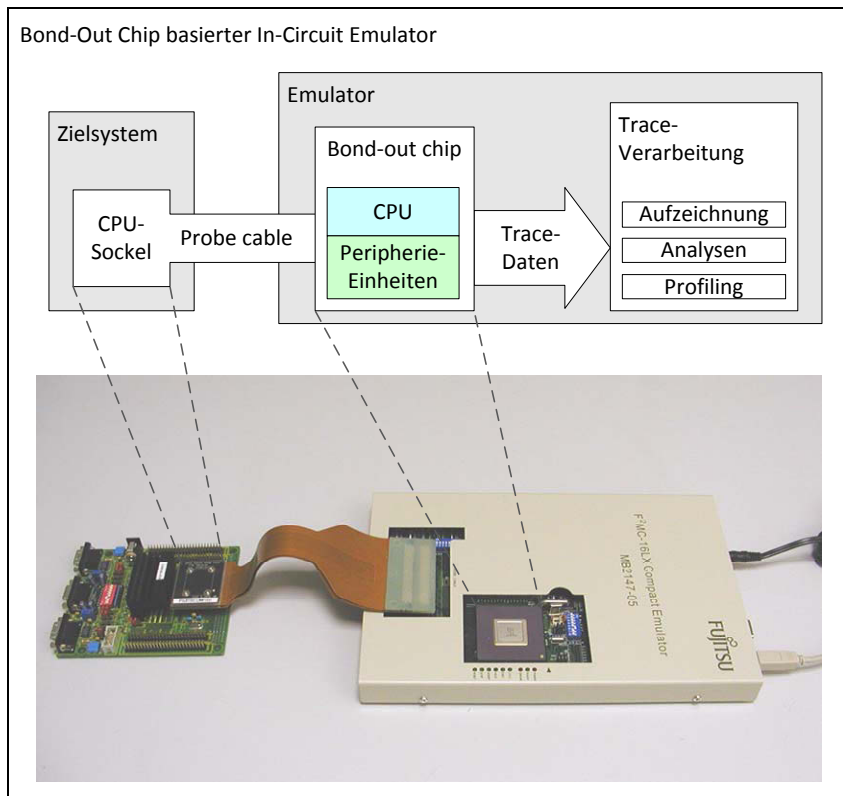 Bond-Out Chip basierter In-Circuit Emulator
Zielsystem
CPU-
Sockel
Probe cable
Emulator
Bond-out chip
CPU
Peripherie-
Einheiten
Trace-
Daten
Trace-
Verarbeitung
Aufzeichnung
Analysen
Profiling
F²MC-16LX Compact Emulator
MB2147-05
FUJITSU